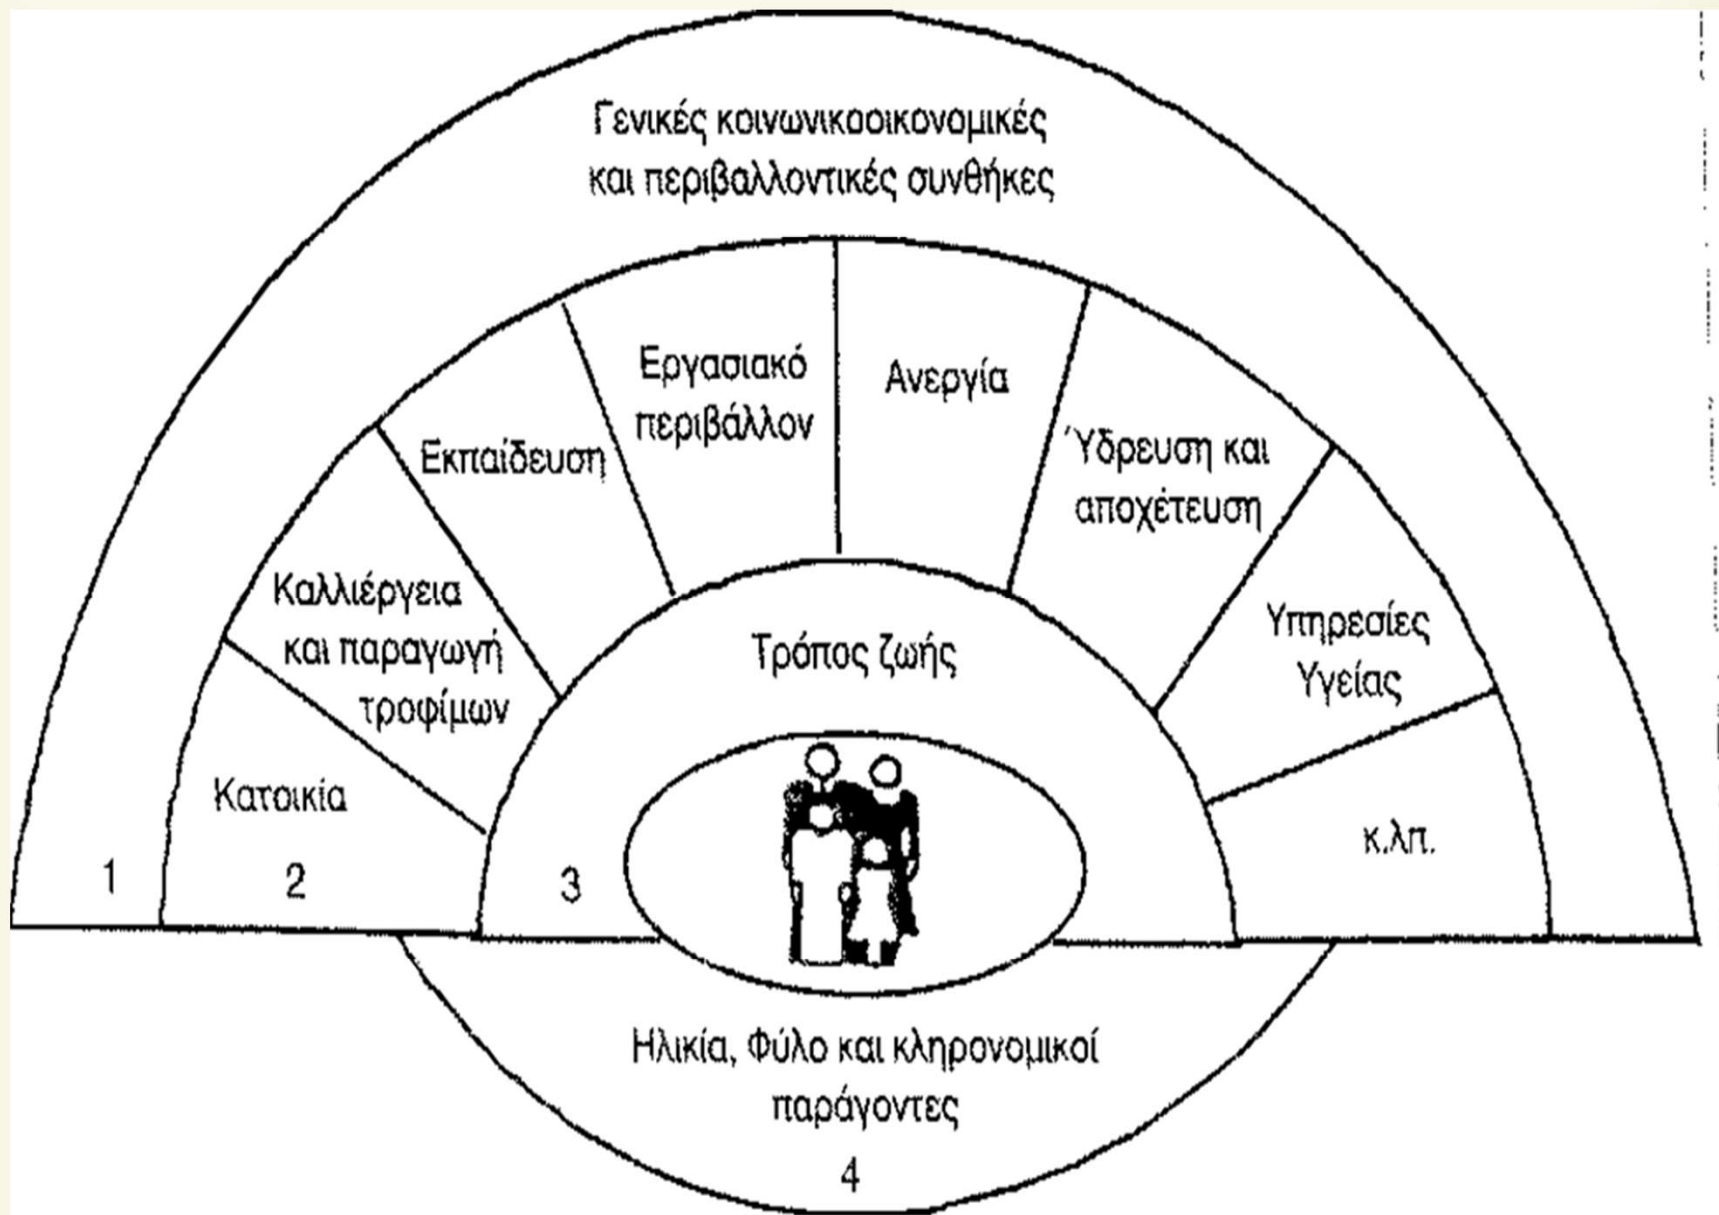 Γενικές κοινωνικοοικονομικές
και περιβαλλοντικές συνθήκες
Εργασιακό
περιβάλλον
Ανεργία
Εκπαίδευση
Ύδρευση και
αποχέτευση
Καλλιέργεια
και παραγωγή
τροφίμων
Υπηρεσίες
Υγείας
Τρόπος ζωής
Κατοικία
κ.λπ.
1
2
3
Ηλικία, Φύλο και κληρονομικοί
παράγοντες
4